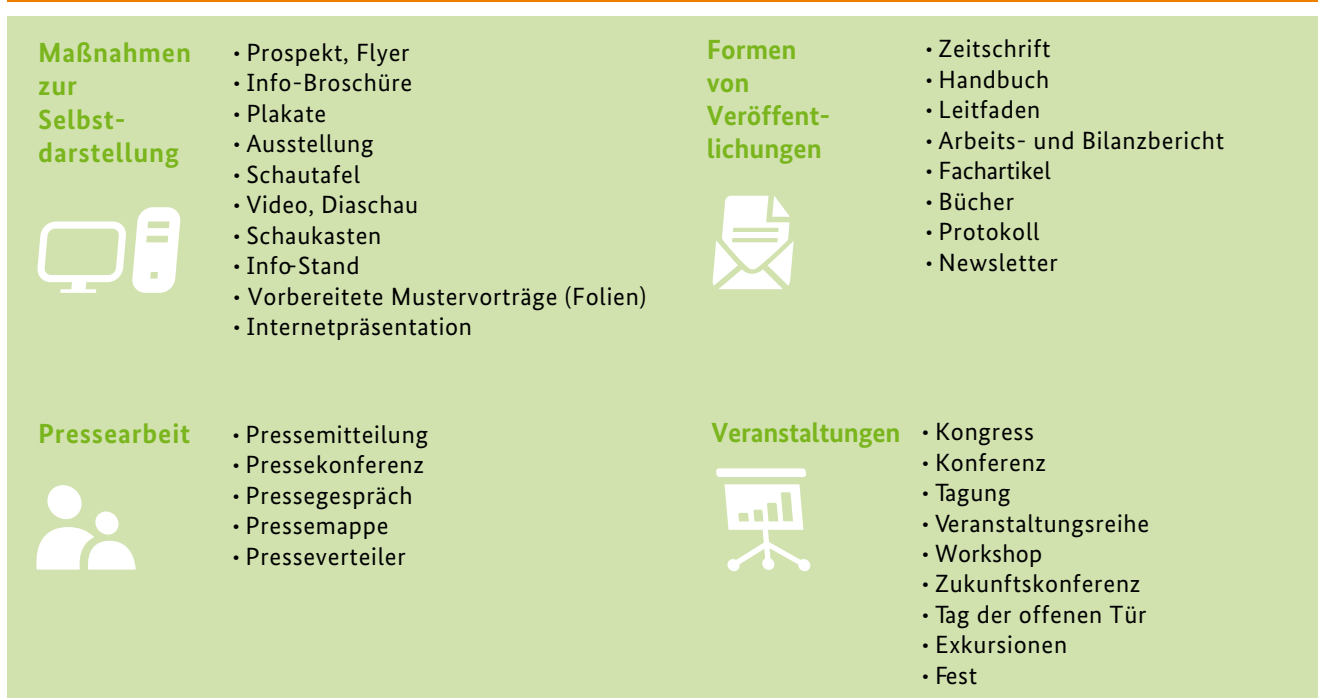 Maßnahmen
zur
Selbst-
darstellung
• Prospekt, Flyer
• Info-Broschüre
• Plakate
• Ausstellung
• Schautafel
• Video, Diaschau
• Schaukasten
• Info-Stand
• Vorbereitete Mustervorträge (Folien)
• Internetpräsentation
Formen
von
Veröffent-
lichungen
• Zeitschrift
• Handbuch
• Leitfaden
• Arbeits- und Bilanzbericht
• Fachartikel
• Bücher
• Protokoll
• Newsletter
Pressearbeit
• Pressemitteilung
• Pressekonferenz
• Pressegespräch
• Pressemappe
• Presseverteiler
Veranstaltungen
• Kongress
• Konferenz
• Tagung
• Veranstaltungsreihe
• Workshop
• Zukunftskonferenz
• Tag der offenen Tür
• Exkursionen
• Fest